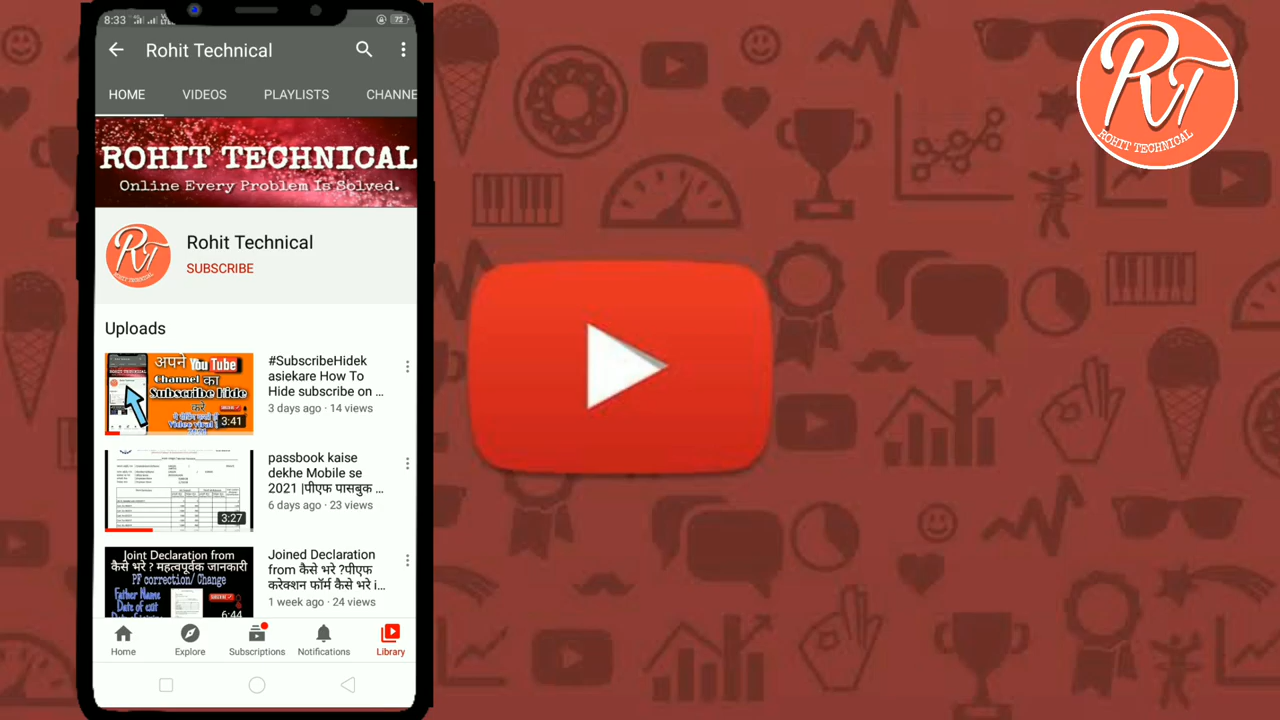 8:33
72
Rohit Technical
HOME VIDEOS PLAYLISTS CHANNE
ROHIT TECHNICAL
Online Every Problem Is Solved.
RT
Rohit Technical
SUBSCRIBE
Uploads
अपने YouTube
Channel का
Subscribe Hide
करे
3:41
#SubscribeHidek
asiekare How To
Hide subscribe on ...
3 days ago · 14 views
3:27
passbook kaise
dekhe Mobile se
2021 |पीएफ पासबुक ...
6 days ago · 23 views
Joint Declaration from
कैसे भरे ? महत्वपूर्ण जानकारी
PF correction/ Change
Father Name
Date of exit
6:44
Joined Declaration
from कैसे भरे ?पीएफ
करेक्शन फॉर्म कैसे भरे i...
1 week ago · 24 views
Home Explore Subscriptions Notifications Library
RT
ROHIT TECHNICAL